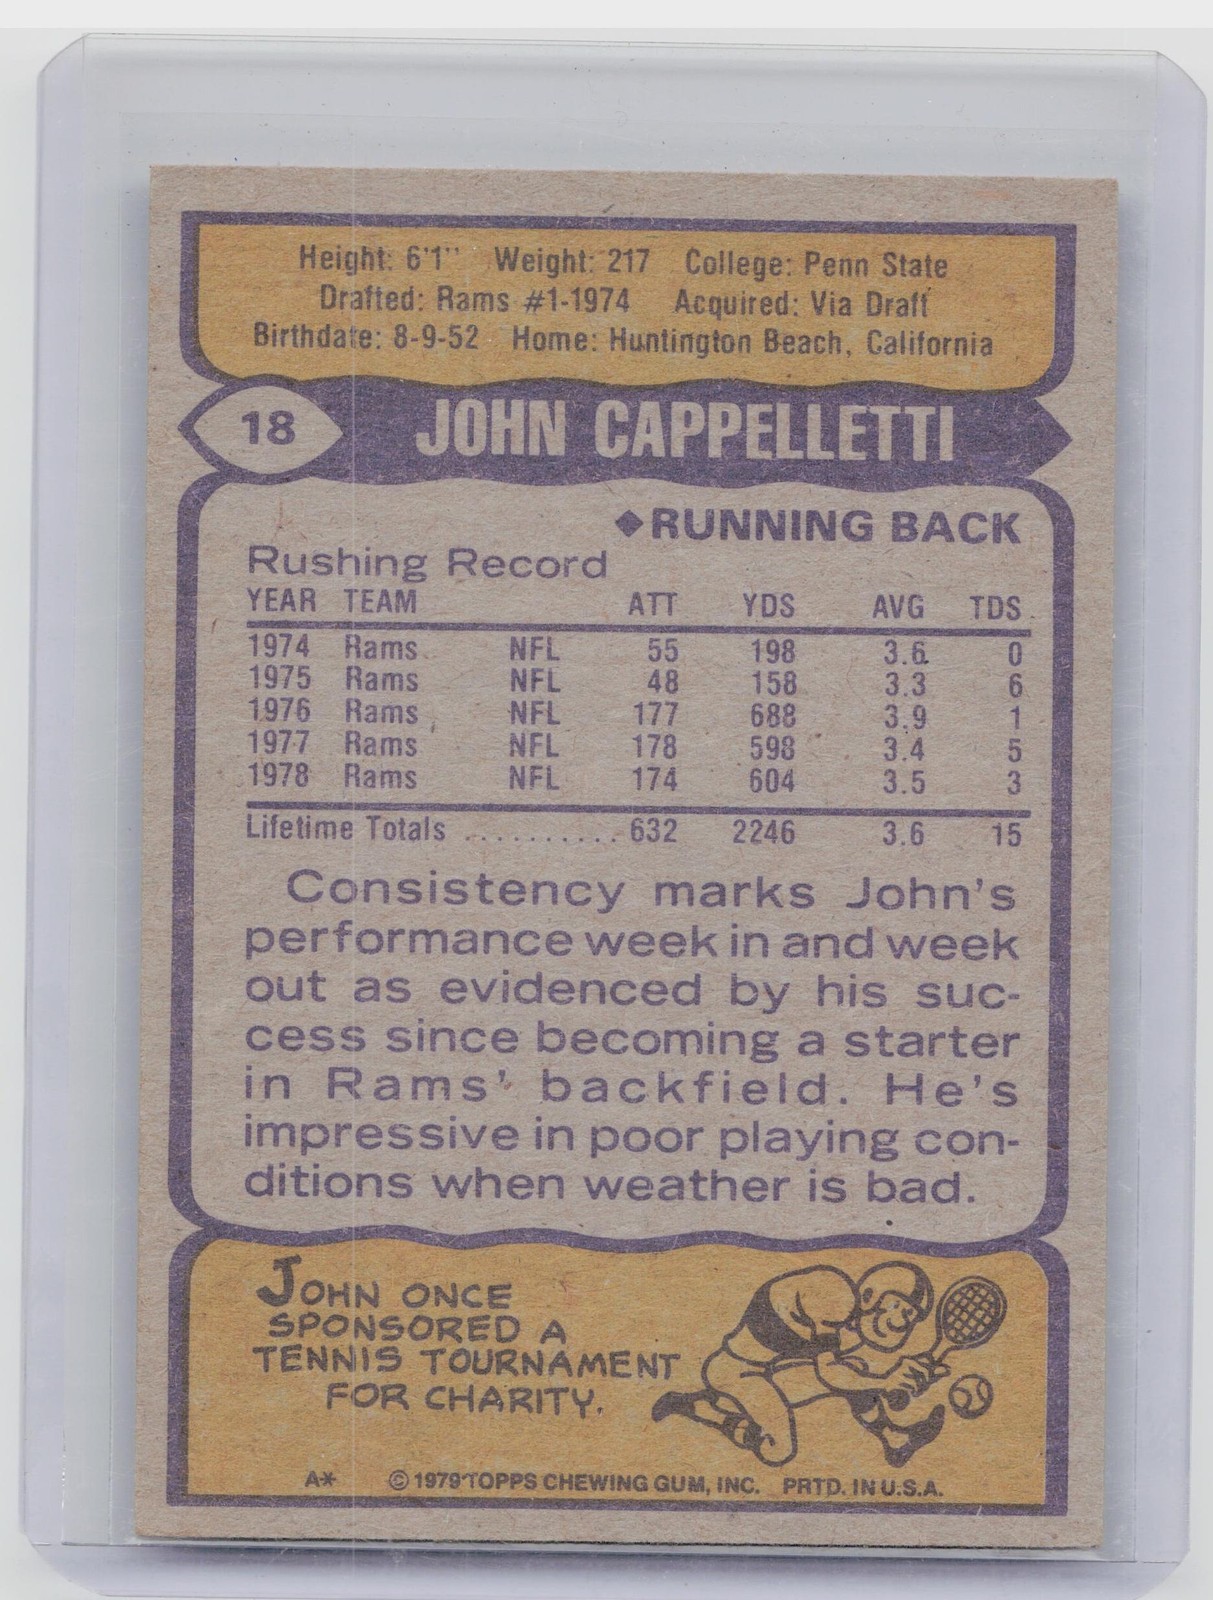 Height: 6'1" Weight: 217 College: Penn State
Drafted: Rams #1-1974 Acquired: Via Draft
Birthdate: 8-9-52 Home: Huntington Beach, California
18 JOHN CAPPELLETTI
◆RUNNING BACK
Rushing Record
YEAR TEAM ATT YDS AVG TDS
1974 Rams NFL 55 198 3.6 0
1975 Rams NFL 48 158 3.3 6
1976 Rams NFL 177 688 3.9 1
1977 Rams NFL 178 598 3.4 5
1978 Rams NFL 174 604 3.5 3
Lifetime Totals .......... 632 2246 3.6 15
Consistency marks John's
performance week in and week
out as evidenced by his suc-
cess since becoming a starter
in Rams' backfield. He's
impressive in poor playing con-
ditions when weather is bad.
JOHN ONCE
SPONSORED A
TENNIS TOURNAMENT
FOR CHARITY.
A* © 1979 TOPPS CHEWING GUM, INC. PRTD. IN U.S.A.